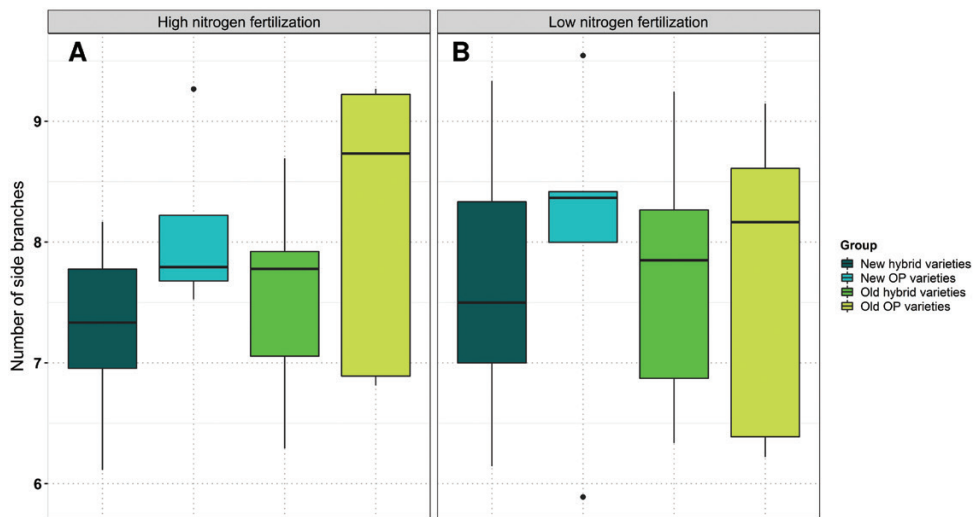 High nitrogen fertilization
Low nitrogen fertilization
A
B
Number of side branches
9
8
7
6
Group
New hybrid varieties
New OP varieties
Old hybrid varieties
Old OP varieties